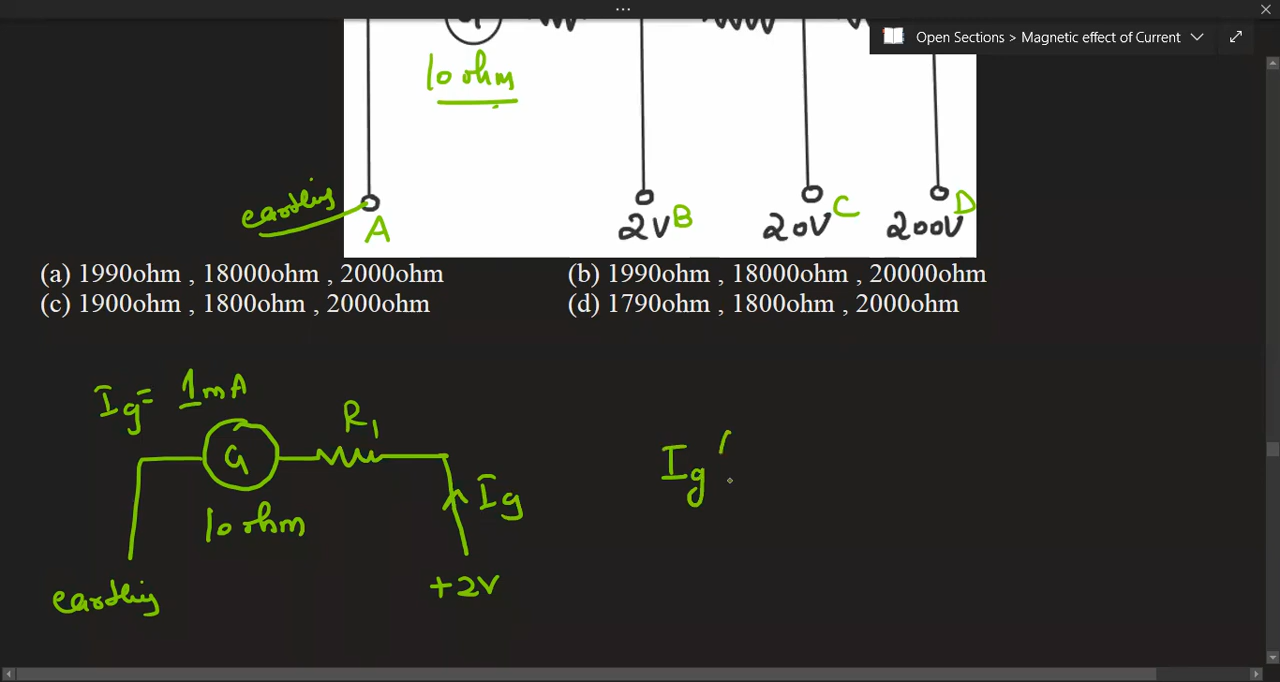 Open Sections > Magnetic effect of Current
10 ohm
earthing
A
2V B
20V C
200V D
(a) 1990ohm , 18000ohm , 2000ohm
(b) 1990ohm , 18000ohm , 20000ohm
(c) 1900ohm , 1800ohm , 2000ohm
(d) 1790ohm , 1800ohm , 2000ohm
Ig = 1mA
R1
G
Ig
10 ohm
+2V
earthing
Ig (